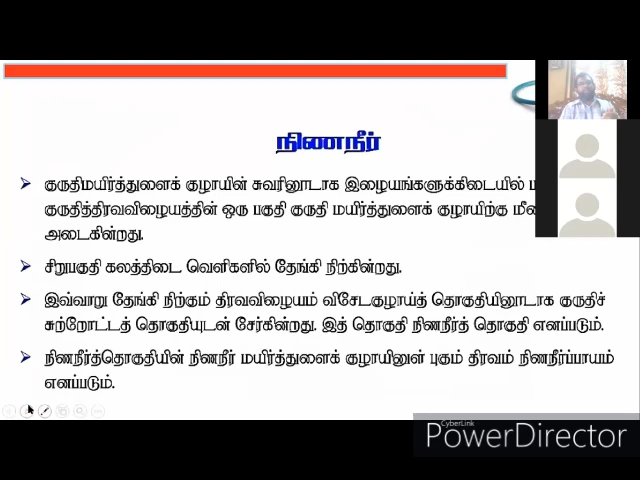 நிணநீர்
குருதிமயிர்த்துளைக் குழாயின் சுவரினூடாக இழையங்களுக்கிடையில்
குருதித்திரவவிழையத்தின் ஒரு பகுதி குருதி மயிர்த்துளைக் குழாயிற்கு
அடைகின்றது.
சிறுபகுதி கலத்திடை வெளிகளில் தேங்கி நிற்கின்றது.
இவ்வாறு தேங்கி நிற்கும் திரவவிழையம் விசேடகுழாய்த் தொகுதியினூடாக குருதிச்
சுற்றோட்டத் தொகுதியுடன் சேர்கின்றது. இத் தொகுதி நிணநீர்த் தொகுதி எனப்படும்.
நிணநீர்த்தொகுதியின் நிணநீர் மயிர்த்துளைக் குழாயினுள் புகும் திரவம் நிணநீர்ப்பாயம்
எனப்படும்.
CyberLink
PowerDirector